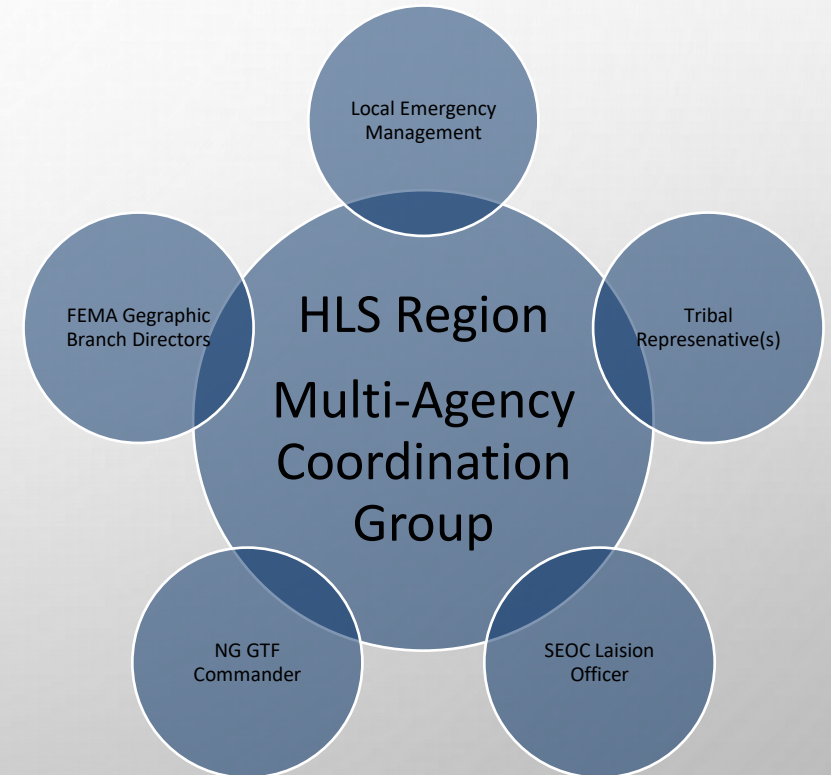 Local Emergency
Management
FEMA Gegraphic
Branch Directors
HLS Region
Multi-Agency
Coordination
Group
Tribal
Represenative(s)
NG GTF
Commander
SEOC Laision
Officer